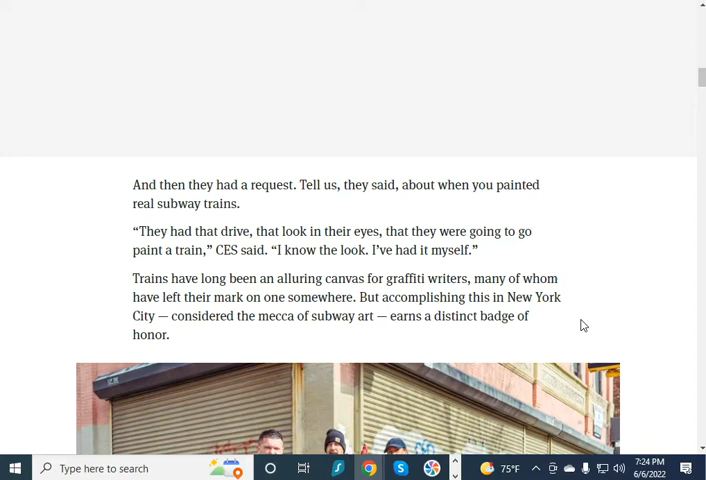 And then they had a request. Tell us, they said, about when you painted
real subway trains.
“They had that drive, that look in their eyes, that they were going to go
paint a train,” CES said. “I know the look. I’ve had it myself.”
Trains have long been an alluring canvas for graffiti writers, many of whom
have left their mark on one somewhere. But accomplishing this in New York
City — considered the mecca of subway art — earns a distinct badge of
honor.
Type here to search
75°F
7:24 PM
6/6/2022